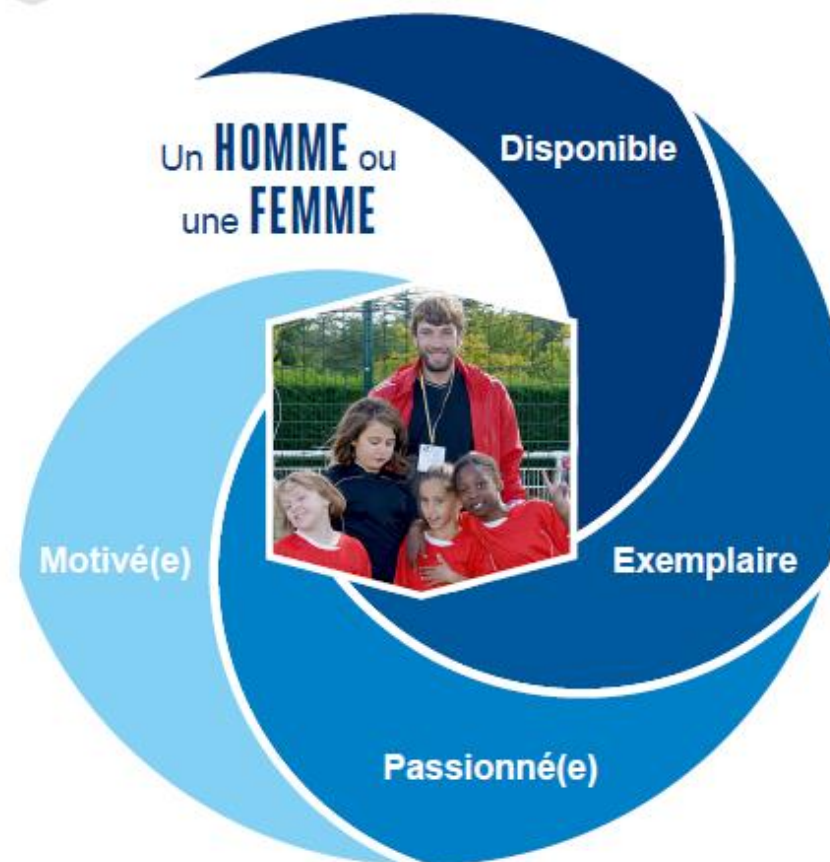 Un HOMME ou
une FEMME
Disponible
Exemplaire
Passionné(e)
Motivé(e)